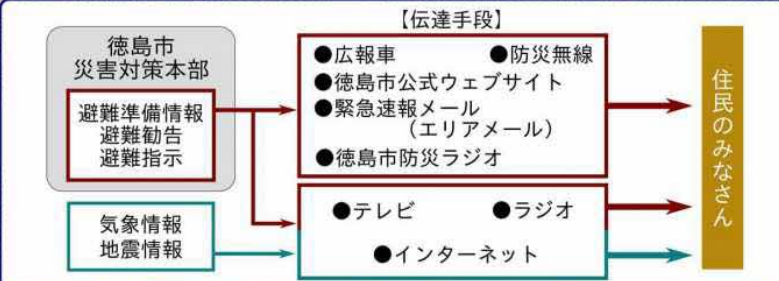 【伝達手段】
徳島市
災害対策本部
避難準備情報
避難勧告
避難指示
気象情報
地震情報
●広報車 ●防災無線
●徳島市公式ウェブサイト
●緊急速報メール
（エリアメール）
●徳島市防災ラジオ
●テレビ ●ラジオ
●インターネット
住民のみなさん